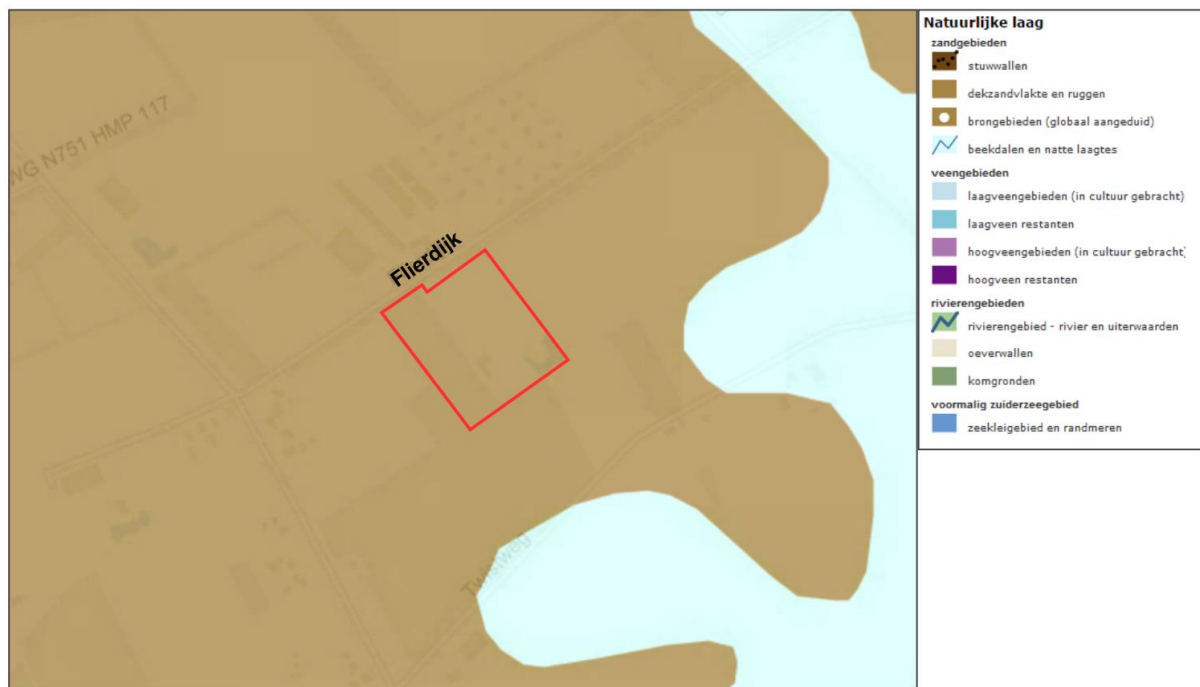 WG N751 HMP 117
Flierdijk
Twistweg
Natuurlijke laag
zandgebieden
stuwwallen
dekzandvlakte en ruggen
brongebieden (globaal aangeduid)
beekdalen en natte laagtes
veengebieden
laagveengebieden (in cultuur gebracht)
laagveen restanten
hoogveengebieden (in cultuur gebracht)
hoogveen restanten
rivierengebieden
rivierengebied - rivier en uiterwaarden
oeverwallen
komgronden
voormalig zuiderzeegebied
zeekleigebied en randmeren